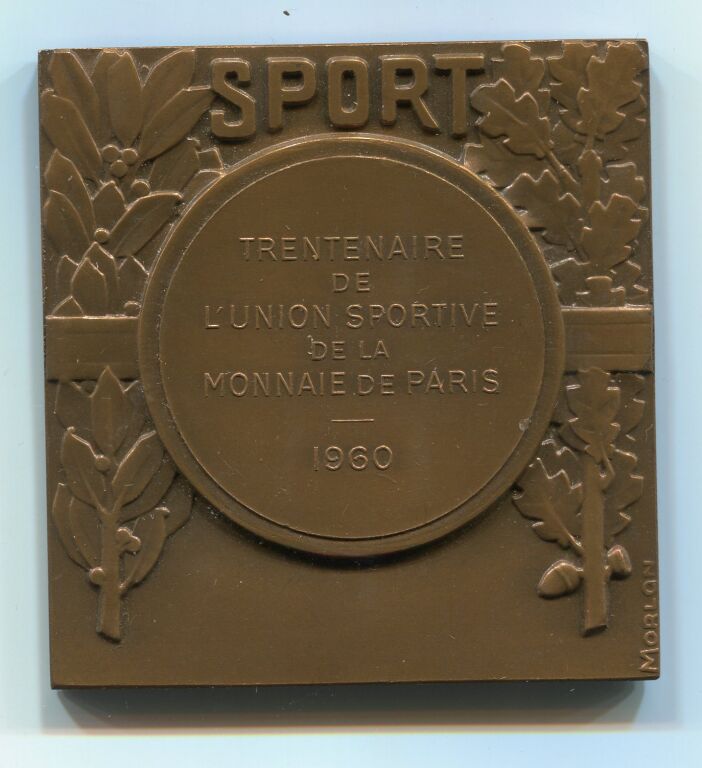 SPORT
TRENTENAIRE
DE
L'UNION SPORTIVE
DE LA
MONNAIE DE PARIS
1960
MORLON